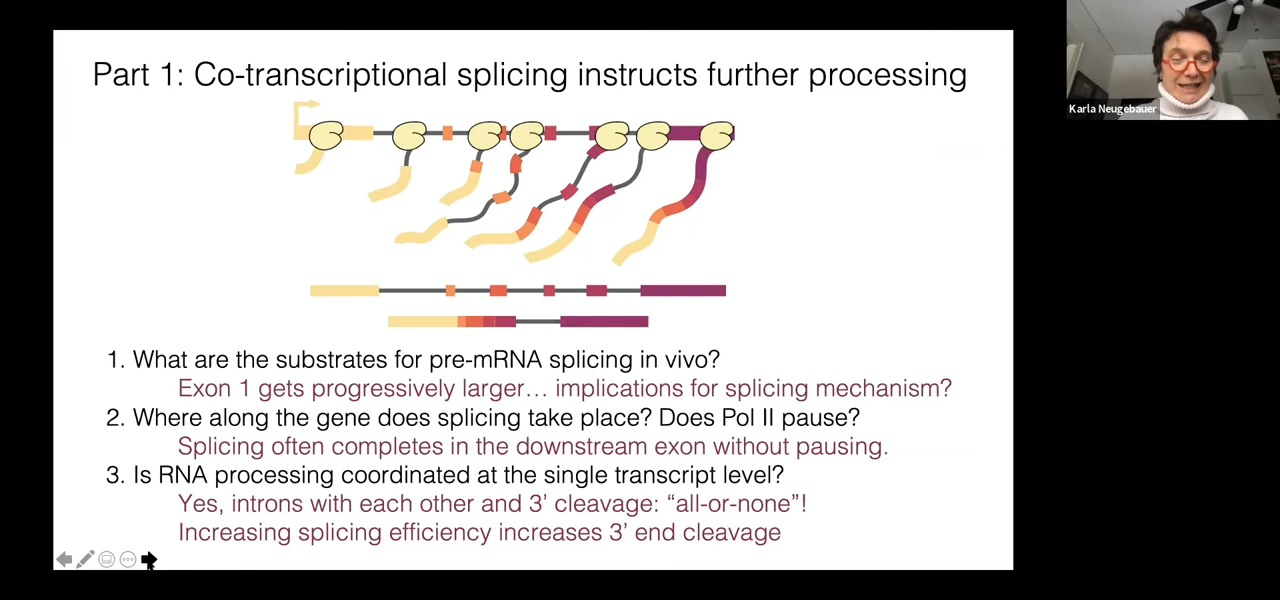 Part 1: Co-transcriptional splicing instructs further processing
Karla Neugebauer
1. What are the substrates for pre-mRNA splicing in vivo?
Exon 1 gets progressively larger… implications for splicing mechanism?
2. Where along the gene does splicing take place? Does Pol II pause?
Splicing often completes in the downstream exon without pausing.
3. Is RNA processing coordinated at the single transcript level?
Yes, introns with each other and 3’ cleavage: “all-or-none”!
Increasing splicing efficiency increases 3’ end cleavage